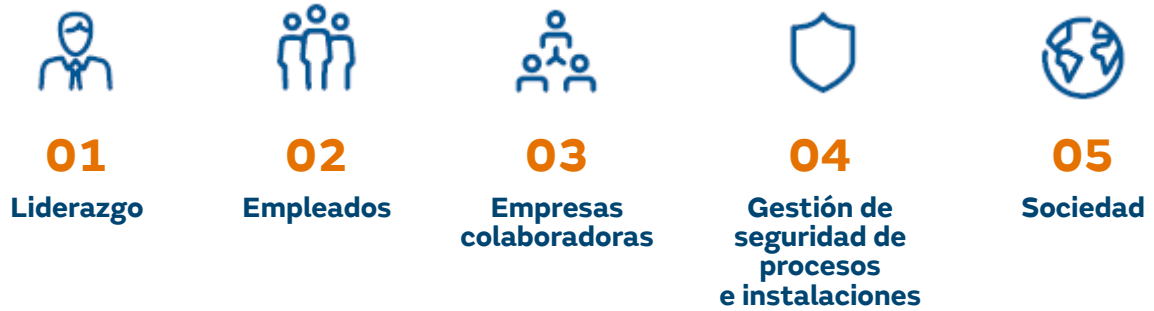 01
Liderazgo
02
Empleados
03
Empresas
colaboradoras
04
Gestión de
seguridad de
procesos
e instalaciones
05
Sociedad